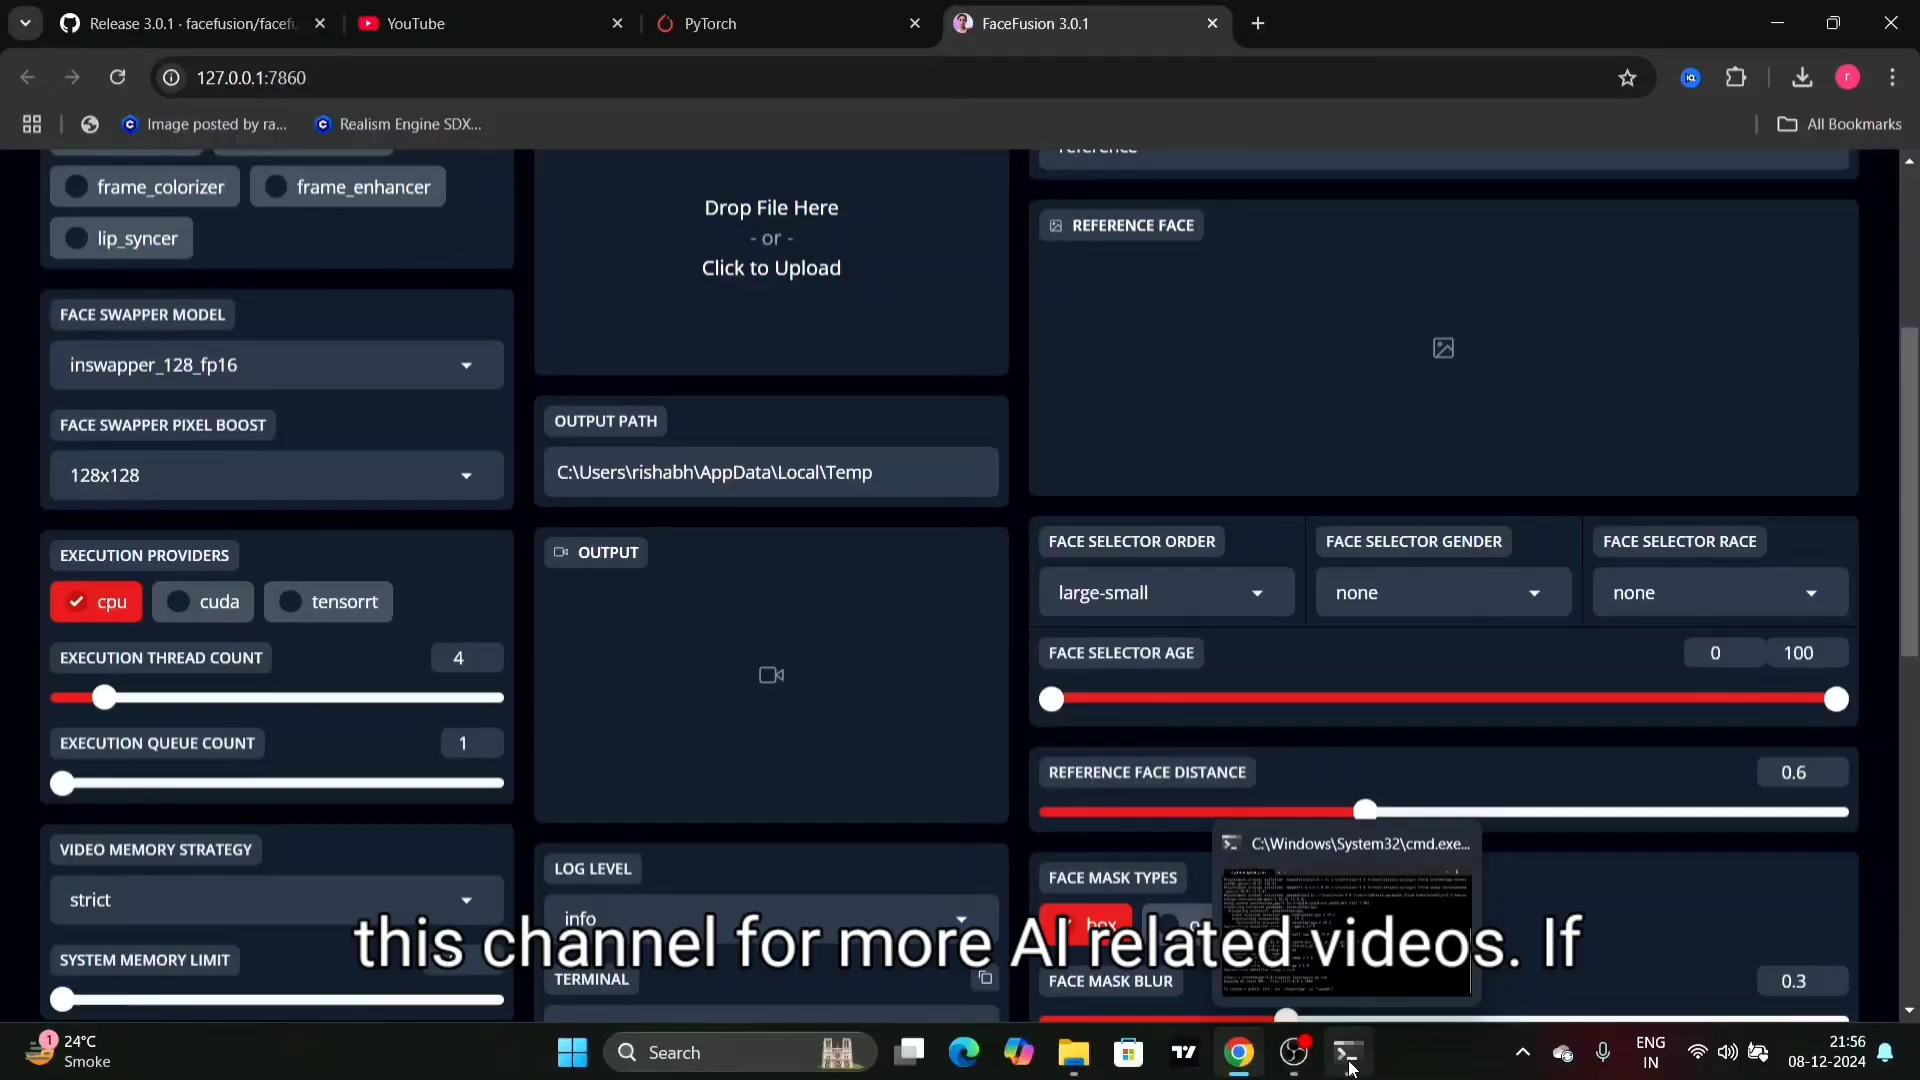 Release 3.0.1 · facefusion/facefu
YouTube
PyTorch
FaceFusion 3.0.1
127.0.0.1:7860
Image posted by ra...
Realism Engine SDX...
All Bookmarks
frame_colorizer
frame_enhancer
lip_syncer
FACE SWAPPER MODEL
inswapper_128_fp16
FACE SWAPPER PIXEL BOOST
128x128
EXECUTION PROVIDERS
cpu
cuda
tensorrt
EXECUTION THREAD COUNT
4
EXECUTION QUEUE COUNT
1
VIDEO MEMORY STRATEGY
strict
SYSTEM MEMORY LIMIT
Drop File Here
- or -
Click to Upload
OUTPUT PATH
C:\Users\rishabh\AppData\Local\Temp
OUTPUT
LOG LEVEL
info
TERMINAL
reference
REFERENCE FACE
FACE SELECTOR ORDER
large-small
FACE SELECTOR GENDER
none
FACE SELECTOR RACE
none
FACE SELECTOR AGE
0
100
REFERENCE FACE DISTANCE
0.6
C:\Windows\System32\cmd.exe...
FACE MASK TYPES
box
FACE MASK BLUR
0.3
this channel for more AI related videos. If
1
24°C
Smoke
Search
ENG
IN
21:56
08-12-2024